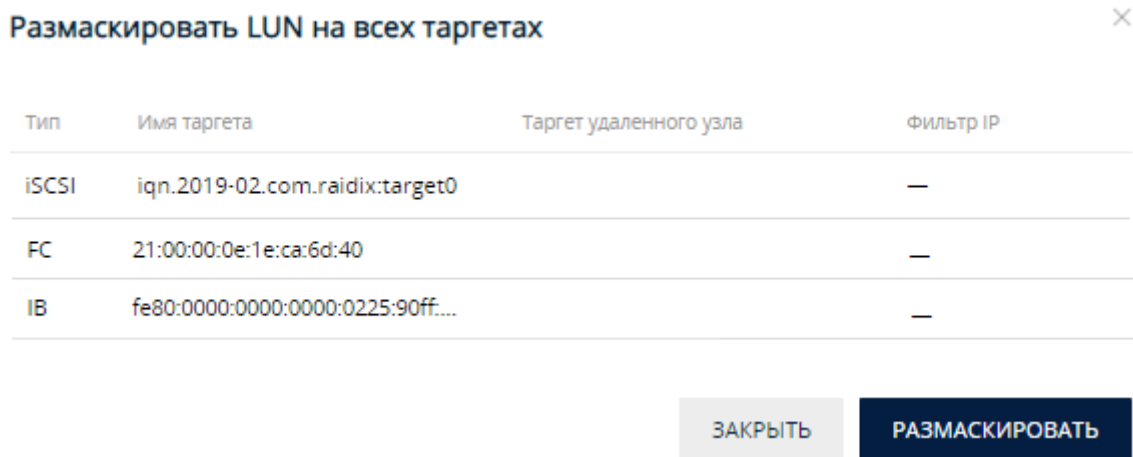 Размаскировать LUN на всех таргетах
Тип Имя таргета Таргет удаленного узла Фильтр IP
iSCSI iqn.2019-02.com.raidix:target0 —
FC 21:00:00:0e:1e:ca:6d:40 —
IB fe80:0000:0000:0000:0225:90ff:... —
ЗАКРЫТЬ РАЗМАСКИРОВАТЬ